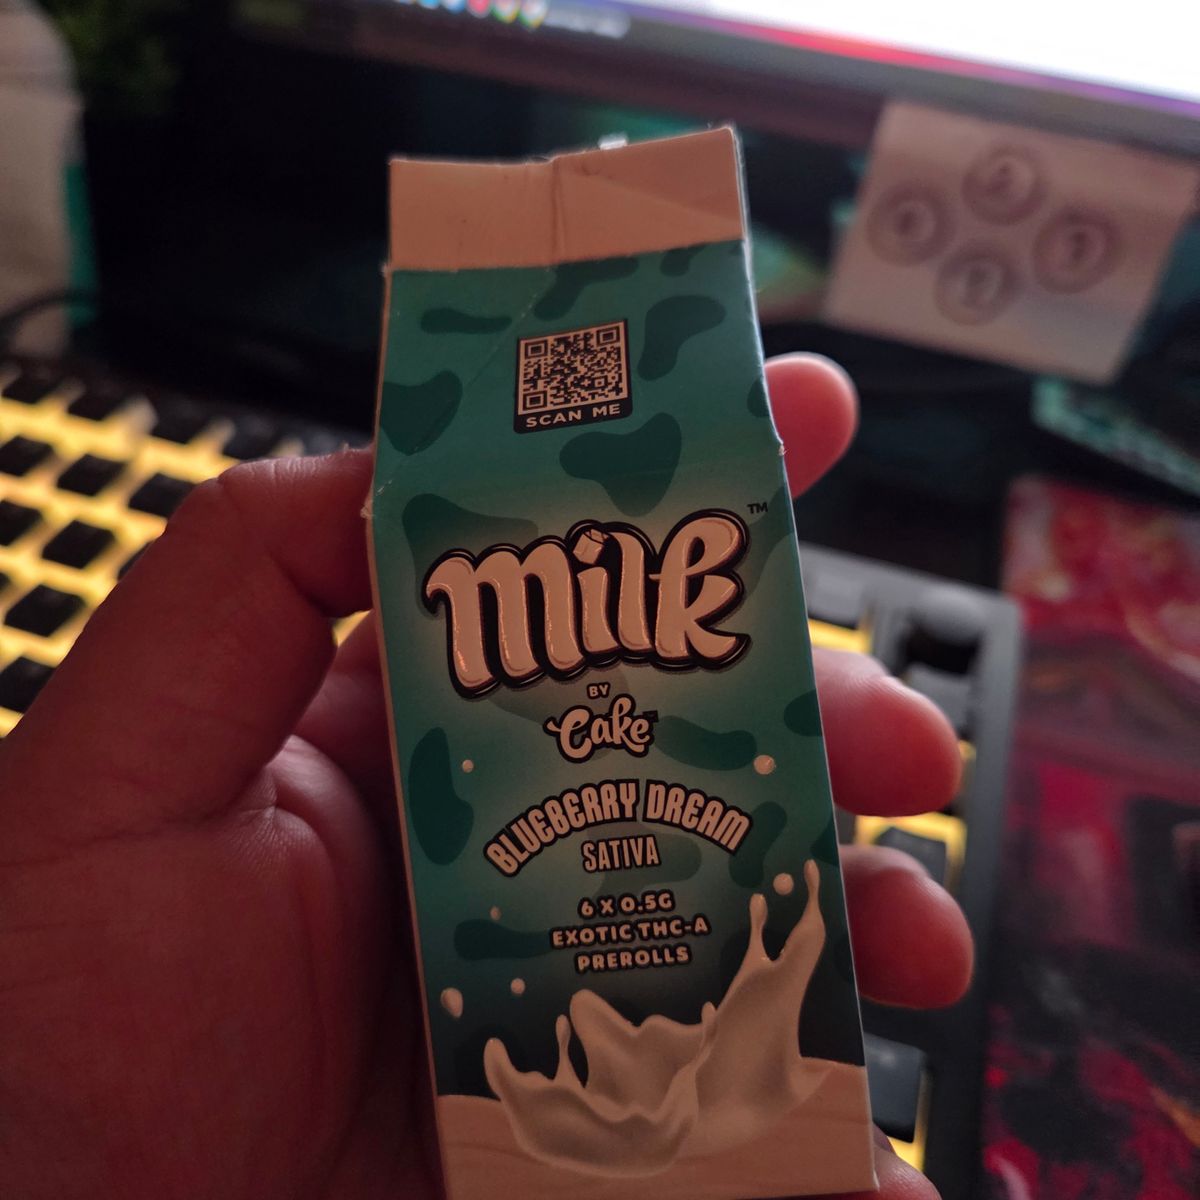 SCAN ME
milk™
BY
Cake
BLUEBERRY DREAM
SATIVA
6 X 0.5G
EXOTIC THC-A
PREROLLS